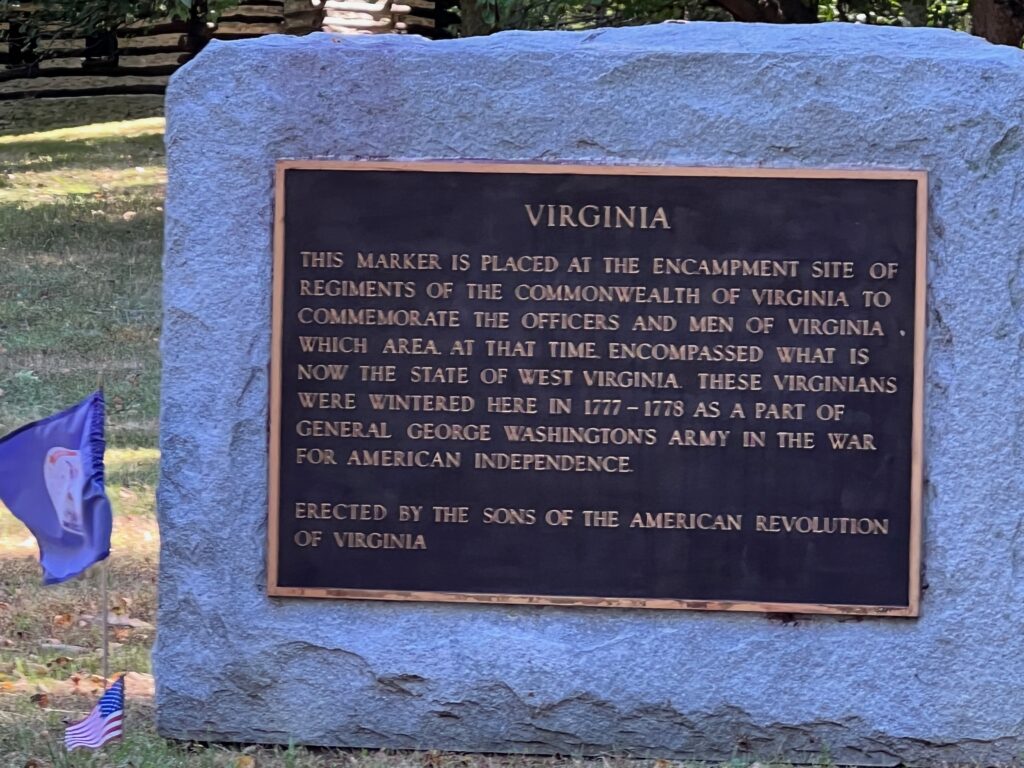 VIRGINIA
THIS MARKER IS PLACED AT THE ENCAMPMENT SITE OF
REGIMENTS OF THE COMMONWEALTH OF VIRGINIA TO
COMMEMORATE THE OFFICERS AND MEN OF VIRGINIA ,
WHICH AREA, AT THAT TIME, ENCOMPASSED WHAT IS
NOW THE STATE OF WEST VIRGINIA. THESE VIRGINIANS
WERE WINTERED HERE IN 1777-1778 AS A PART OF
GENERAL GEORGE WASHINGTON'S ARMY IN THE WAR
FOR AMERICAN INDEPENDENCE.
ERECTED BY THE SONS OF THE AMERICAN REVOLUTION
OF VIRGINIA